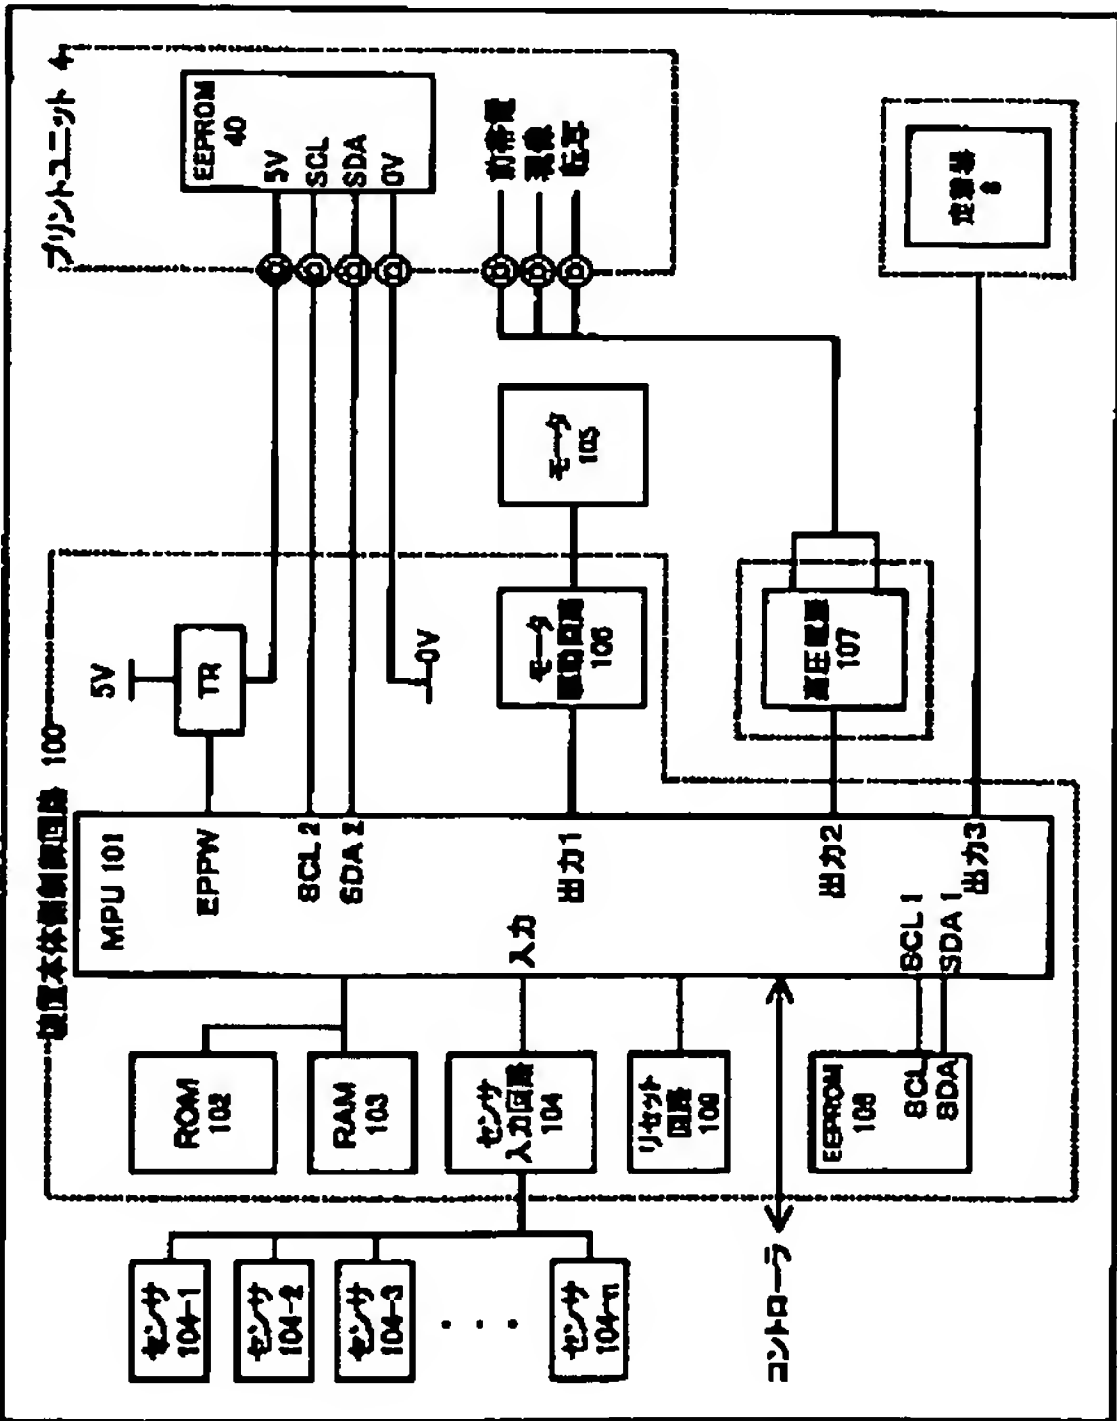 装置本体側制御回路 100
プリントユニット 4
センサ
104-1
センサ
104-2
センサ
104-3
・・・
センサ
104-n
コントローラ
ROM
102
RAM
103
センサ
入力回路
104
リセット
回路
109
EEPROM
108
SCL
SDA
MPU 101
EPPW
SCL 2
SDA 2
入力
出力1
出力2
SCL 1
SDA 1
出力3
5V
TR
0V
モータ
駆動回路
106
高圧電源
107
モータ
105
EEPROM
40
5V
SCL
SDA
0V
前帯電
現像
転写
定着器
8